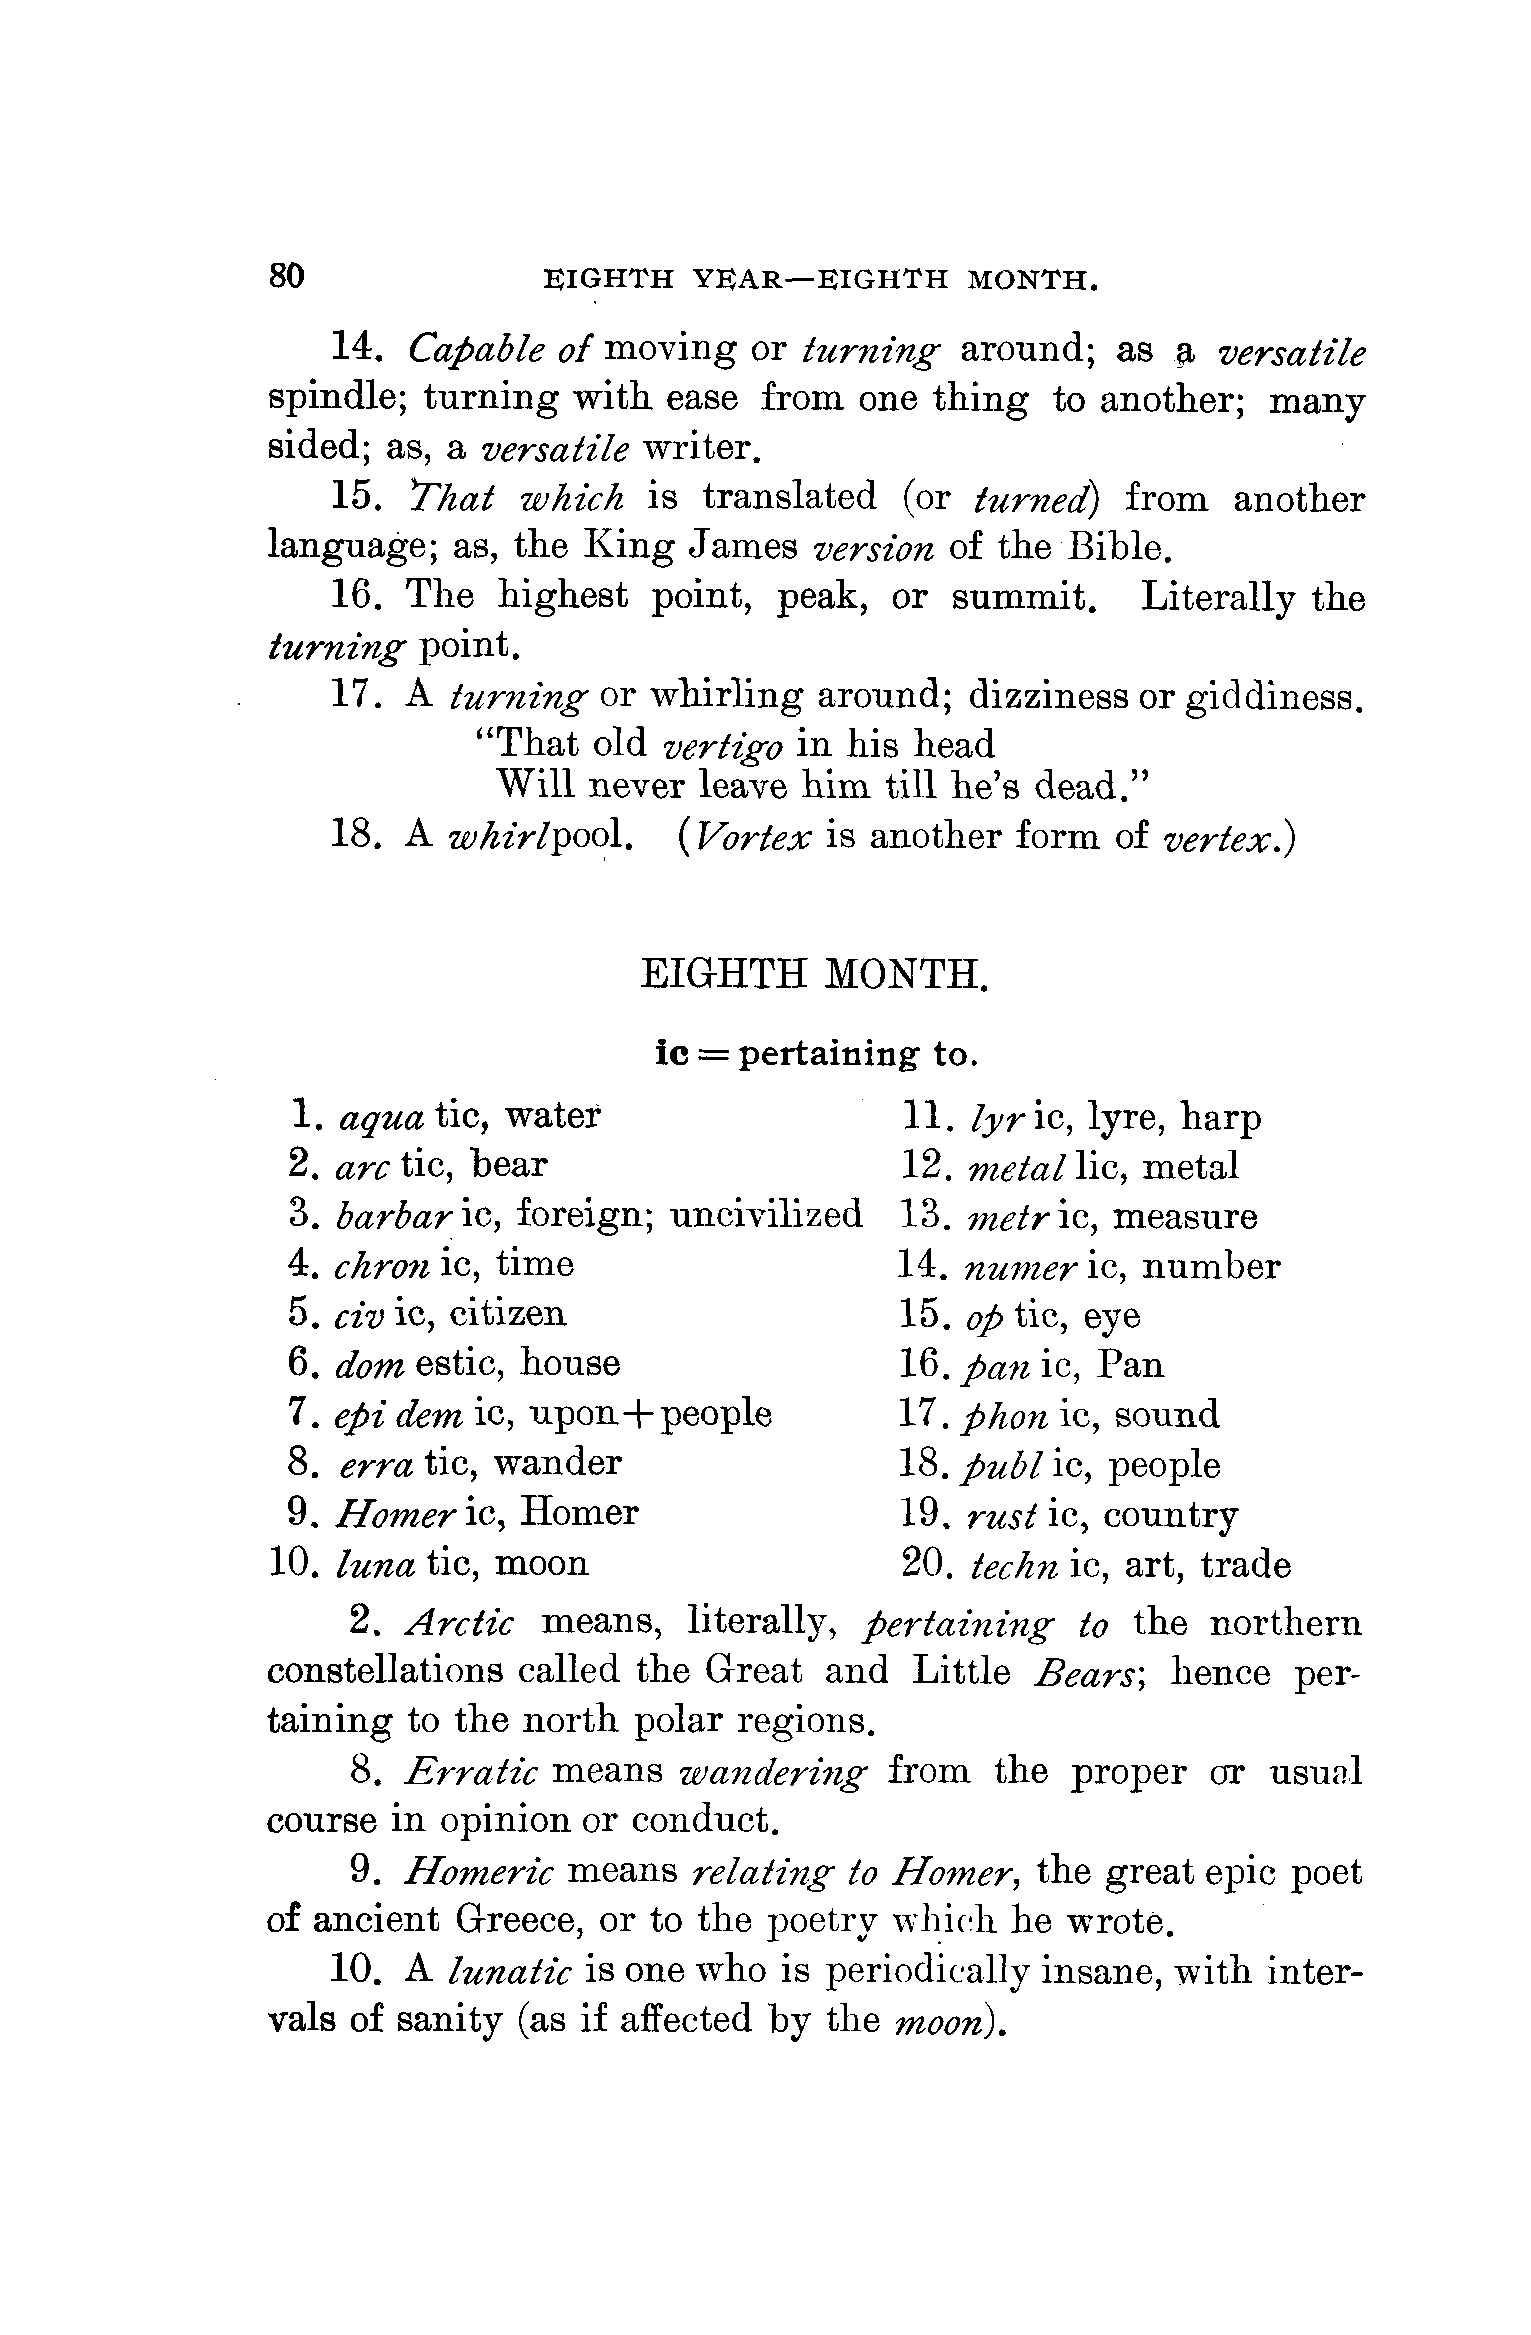 80 EIGHTH YEAR—EIGHTH MONTH.
14. Capable of moving or turning around; as a versatile
spindle; turning with ease from one thing to another; many
sided; as, a versatile writer.
15. That which is translated (or turned) from another
language; as, the King James version of the Bible.
16. The highest point, peak, or summit. Literally the
turning point.
17. A turning or whirling around; dizziness or giddiness.
"That old vertigo in his head
Will never leave him till he's dead."
18. A whirlpool. (Vortex is another form of vertex.)
EIGHTH MONTH.
ic = pertaining to.
1. aqua tic, water
2. arc tic, bear
3. barbar ic, foreign; uncivilized
4. chron ic, time
5. civ ic, citizen
6. dom estic, house
7. epi dem ic, upon+people
8. erra tic, wander
9. Homer ic, Homer
10. luna tic, moon
11. lyr ic, lyre, harp
12. metal lic, metal
13. metr ic, measure
14. numer ic, number
15. op tic, eye
16. pan ic, Pan
17. phon ic, sound
18. publ ic, people
19. rust ic, country
20. techn ic, art, trade
2. Arctic means, literally, pertaining to the northern
constellations called the Great and Little Bears; hence per-
taining to the north polar regions.
8. Erratic means wandering from the proper or usual
course in opinion or conduct.
9. Homeric means relating to Homer, the great epic poet
of ancient Greece, or to the poetry which he wrote.
10. A lunatic is one who is periodically insane, with inter-
vals of sanity (as if affected by the moon).